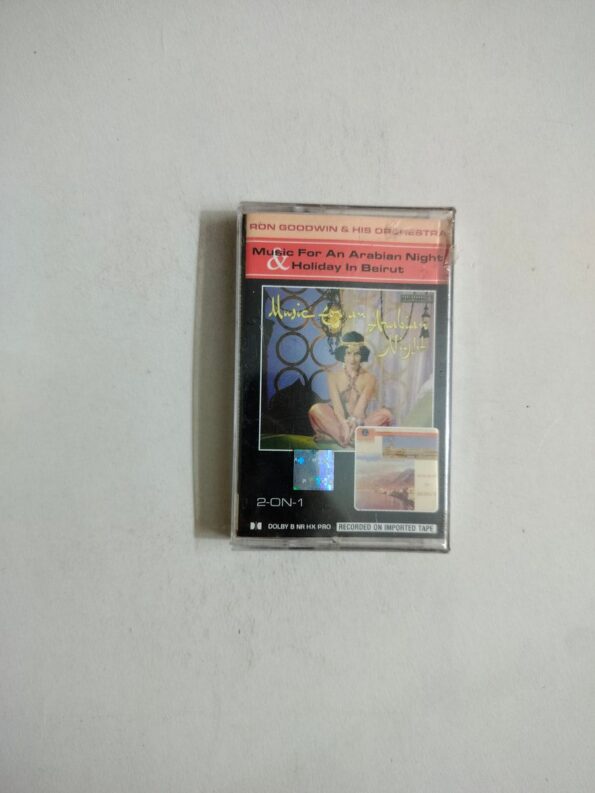 RON GOODWIN & HIS ORCHESTRA
Music For An Arabian Night
& Holiday In Beirut
Music for an Arabian
Night
2-ON-1
DOLBY B NR HX PRO
RECORDED ON IMPORTED TAPE